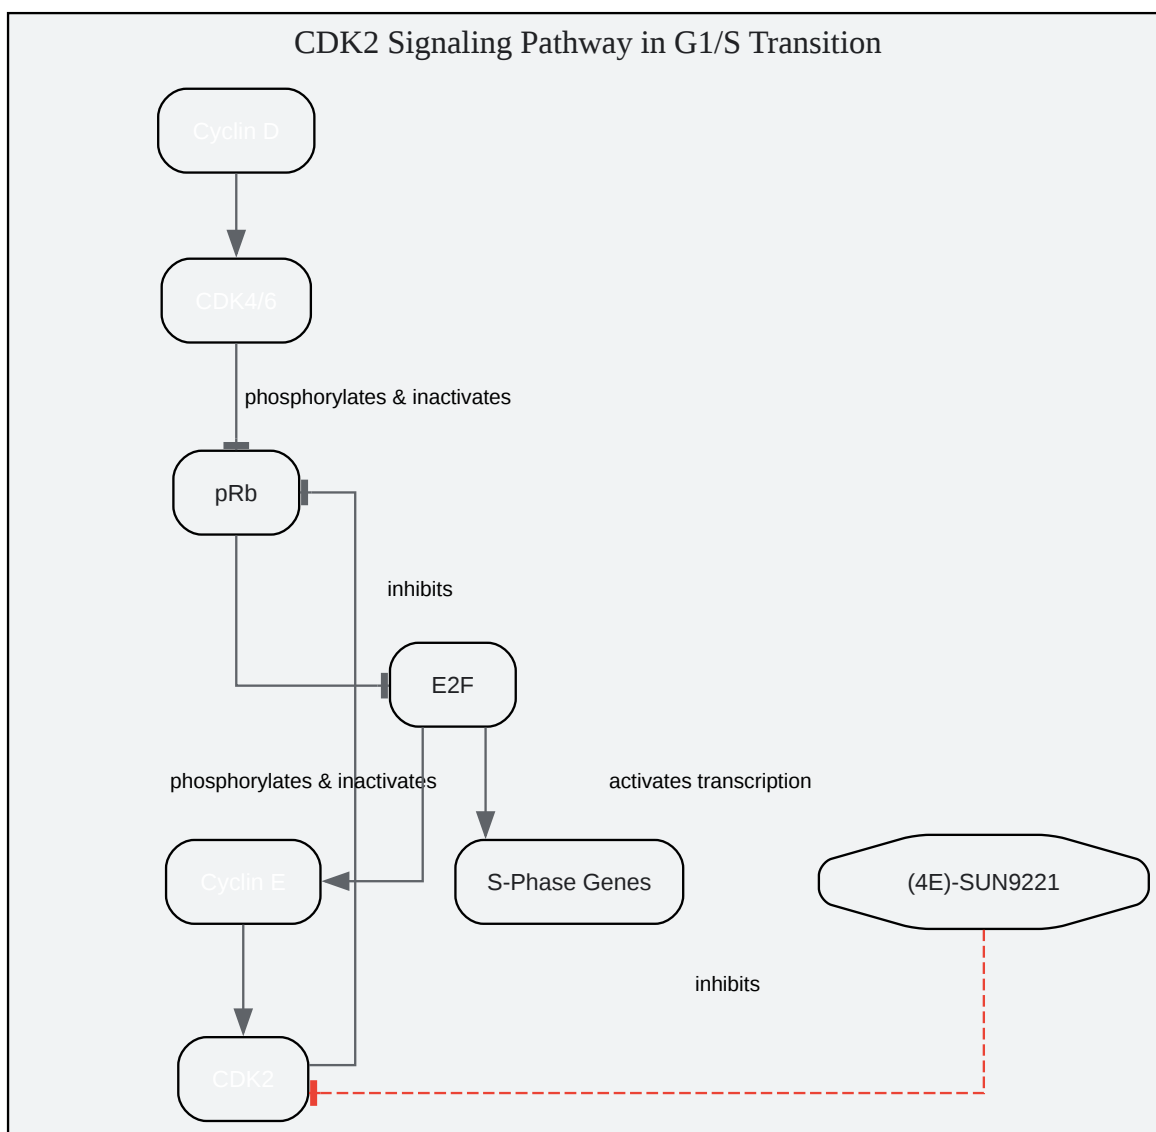 CDK2 Signaling Pathway in G1/S Transition
Cyclin D
CDK4/6
phosphorylates & inactivates
pRb
inhibits
E2F
phosphorylates & inactivates
activates transcription
Cyclin E
S-Phase Genes
(4E)-SUN9221
inhibits
CDK2